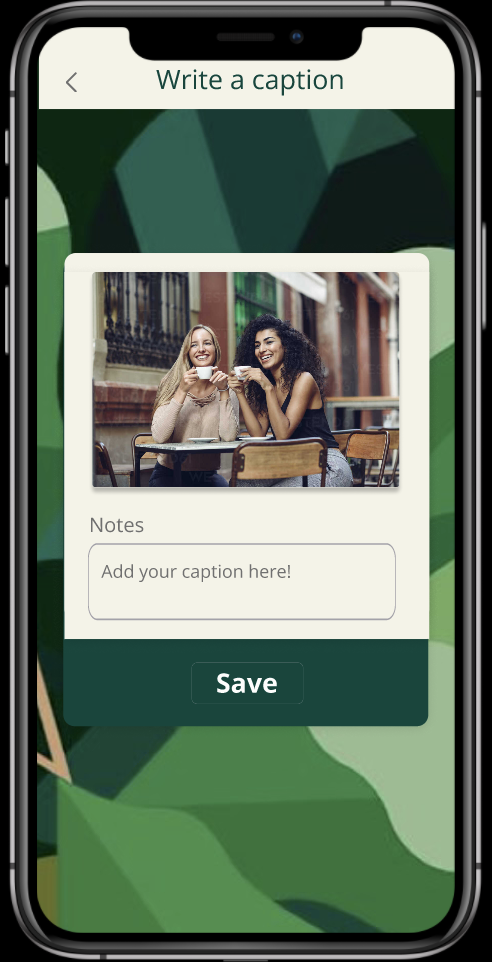 Write a caption
Notes
Add your caption here!
Save